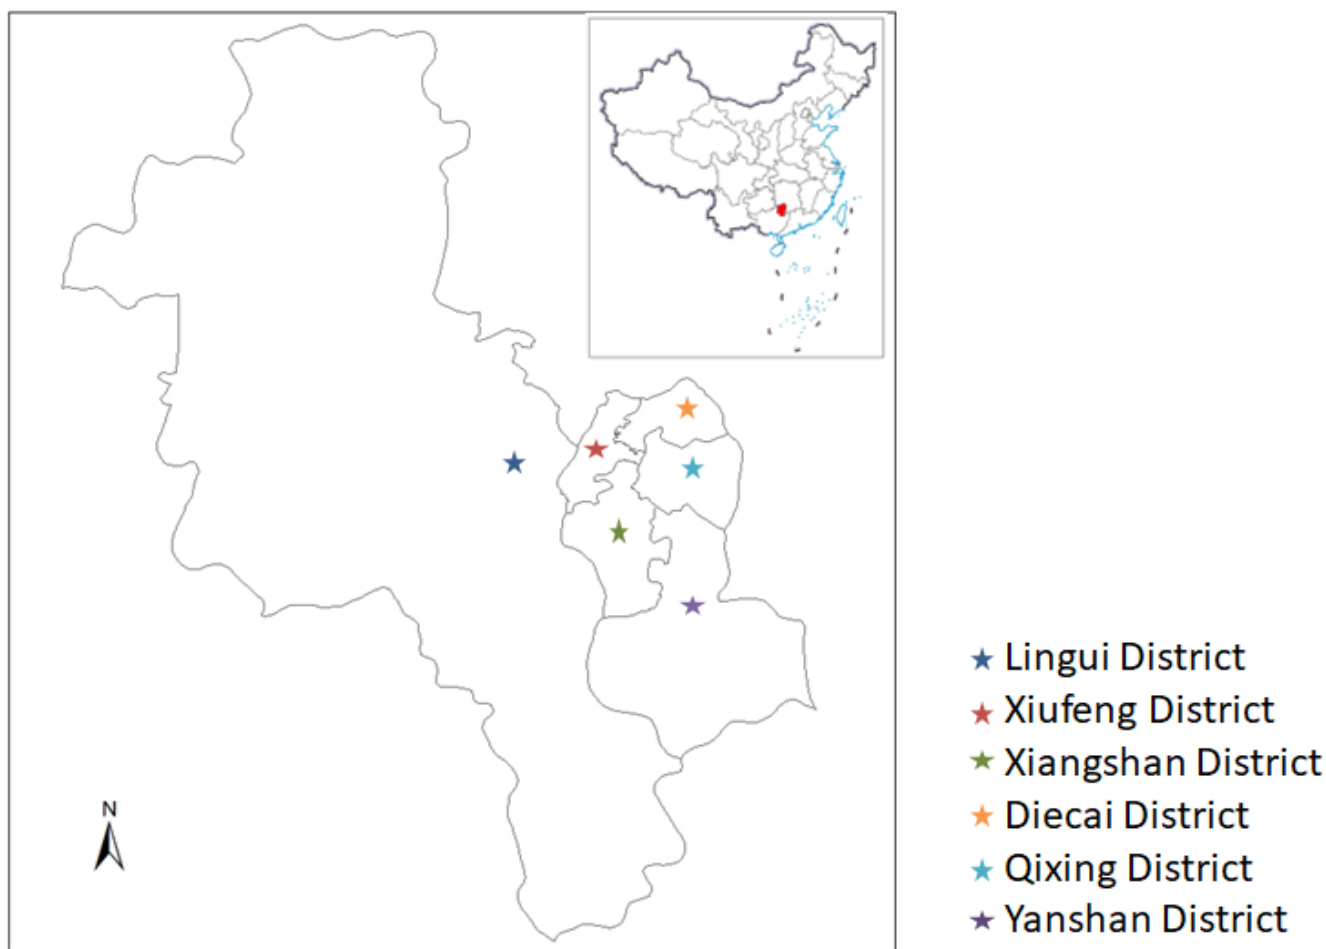 N
Lingui District
Xiufeng District
Xiangshan District
Diecai District
Qixing District
Yanshan District